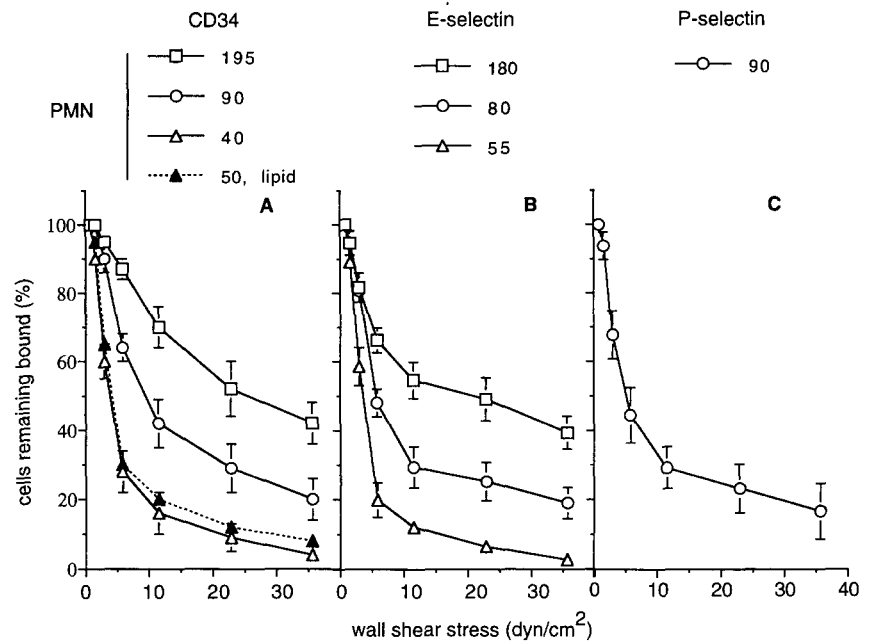 CD34
E-selectin
P-selectin
PMN
195
90
40
50, lipid
180
80
55
90
A
B
C
cells remaining bound (%)
100
80
60
40
20
0
0 10 20 30
0 10 20 30
0 10 20 30 40
wall shear stress (dyn/cm²)